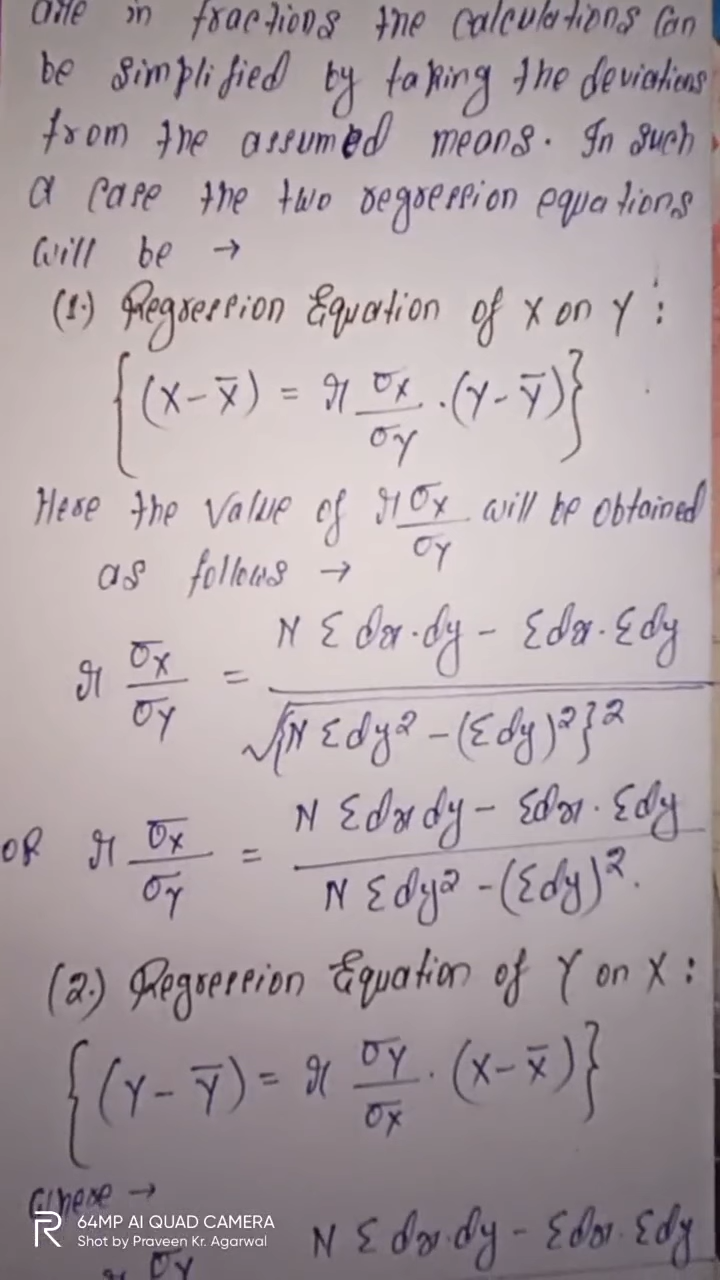 are in fractions the calculations can
be simplified by taking the deviations
from the assumed means. In such
a case the two regression equations
will be →
(1.) Regression Equation of X on Y :
{(X - X̄) = r σx/σy . (Y - Ȳ)}
Here the value of r σx/σy will be obtained
as follows →
r σx/σy = N Σdx.dy - Σdx.Σdy / √{N Σdy² - (Σdy)²}²
OR r σx/σy = N Σdxdy - Σdx.Σdy / N Σdy² - (Σdy)².
(2.) Regression Equation of Y on X :
{(Y - Ȳ) = r σy/σx . (X - X̄)}
where →
r σy N Σdx.dy - Σdx.Σdy
64MP AI QUAD CAMERA
Shot by Praveen Kr. Agarwal